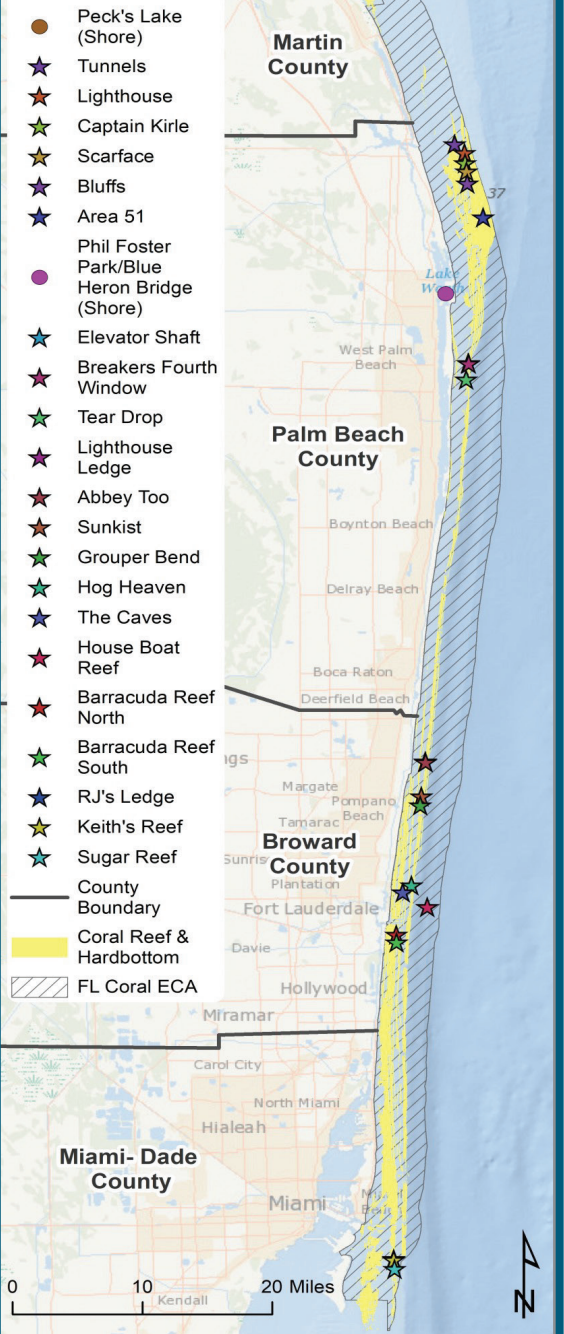 Peck's Lake
(Shore)
Tunnels
Lighthouse
Captain Kirle
Scarface
Bluffs
Area 51
Phil Foster
Park/Blue
Heron Bridge
(Shore)
Elevator Shaft
Breakers Fourth
Window
Tear Drop
Lighthouse
Ledge
Abbey Too
Sunkist
Grouper Bend
Hog Heaven
The Caves
House Boat
Reef
Barracuda Reef
North
Barracuda Reef
South
RJ's Ledge
Keith's Reef
Sugar Reef
County
Boundary
Coral Reef &
Hardbottom
FL Coral ECA
Martin
County
37
Lake
West Palm
Beach
Palm Beach
County
Boynton Beach
Delray Beach
Boca Raton
Deerfield Beach
Margate
Pompano
Beach
Tamarac
Broward
County
Plantation
Fort Lauderdale
Davie
Hollywood
Miramar
Carol City
North Miami
Hialeah
Miami- Dade
County
Miami
Kendall
0 10 20 Miles
N